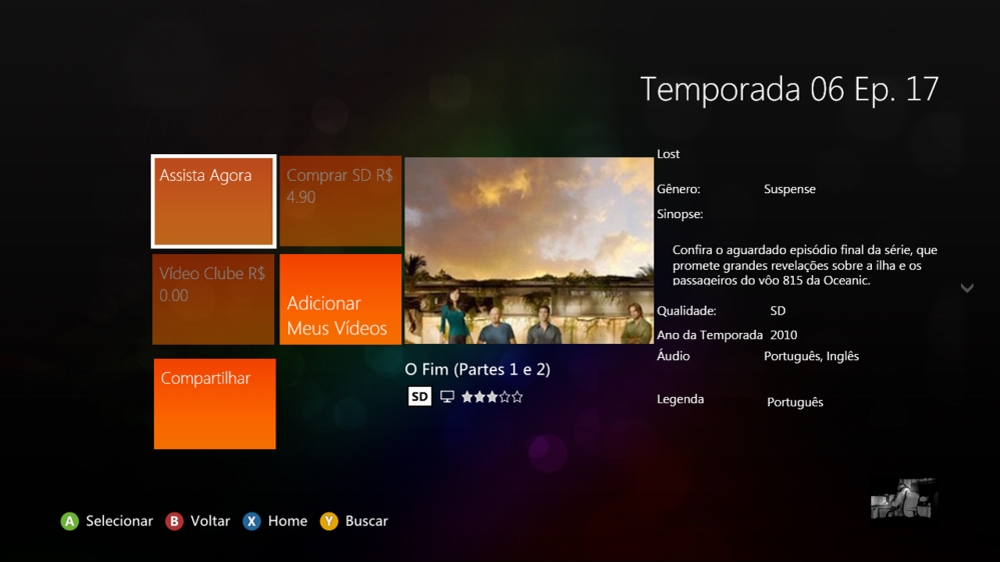 Temporada 06 Ep. 17
Assista Agora
Comprar SD R$
4.90
Vídeo Clube R$
0.00
Adicionar
Meus Vídeos
Compartilhar
O Fim (Partes 1 e 2)
SD
Lost
Gênero: Suspense
Sinopse:
Confira o aguardado episódio final da série, que
promete grandes revelações sobre a ilha e os
passageiros do vôo 815 da Oceanic.
Qualidade: SD
Ano da Temporada 2010
Áudio Português, Inglês
Legenda Português
A Selecionar B Voltar X Home Y Buscar